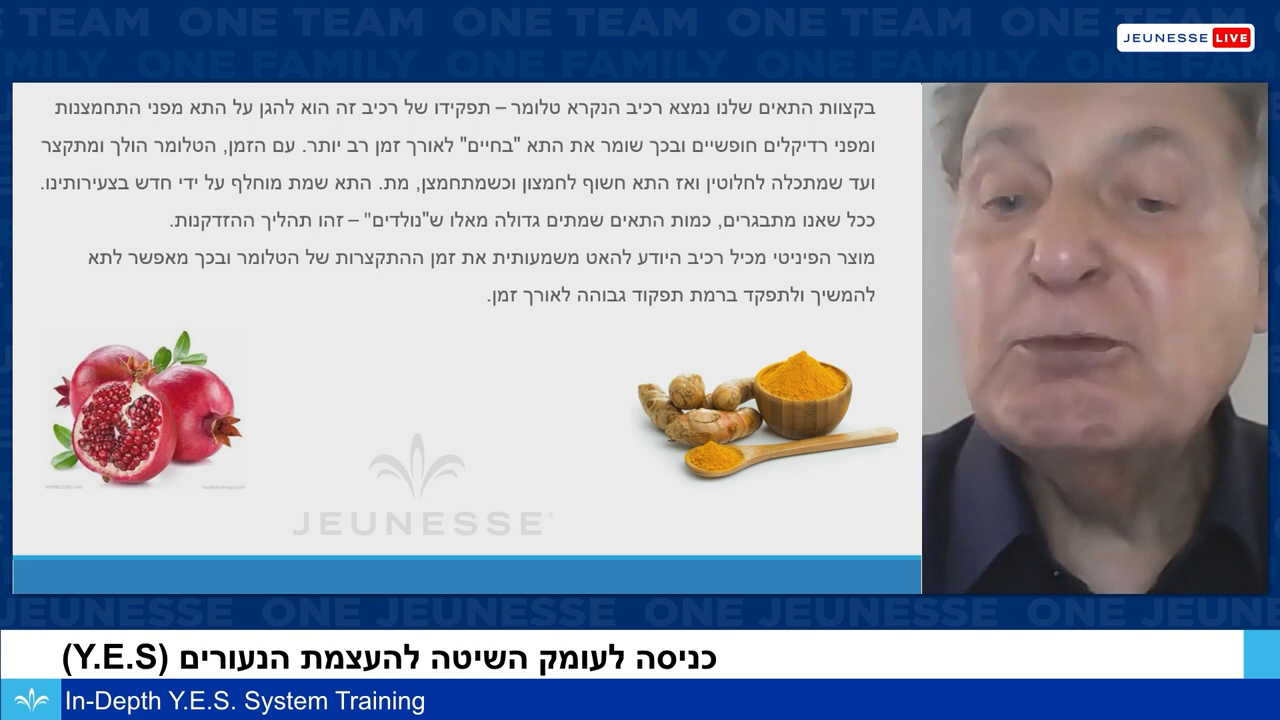 ONE TEAM ONE TEAM ONE TEAM ONE TEAM
ONE FAMILY ONE FAMILY
JEUNESSE LIVE
בקצוות התאים שלנו נמצא רכיב הנקרא טלומר – תפקידו של רכיב זה הוא להגן על התא מפני התחמצנות
ומפני רדיקלים חופשיים ובכך שומר את התא "בחיים" לאורך זמן רב יותר. עם הזמן, הטלומר הולך ומתקצר
ועד שמתכלה לחלוטין ואז התא חשוף לחמצון וכשמתחמצן, מת. התא שמת מוחלף על ידי חדש בצעירותינו.
ככל שאנו מתבגרים, כמות התאים שמתים גדולה מאלו ש"נולדים" – זהו תהליך ההזדקנות.
מוצר הפיניטי מכיל רכיב היודע להאט משמעותית את זמן ההתקצרות של הטלומר ובכך מאפשר לתא
להמשיך ולתפקד ברמת תפקוד גבוהה לאורך זמן.
JEUNESSE
JEUNESSE ONE JEUNESSE ONE JEUNESSE ONE JEUNESSE
כניסה לעומק השיטה להעצמת הנעורים (Y.E.S)
In-Depth Y.E.S. System Training